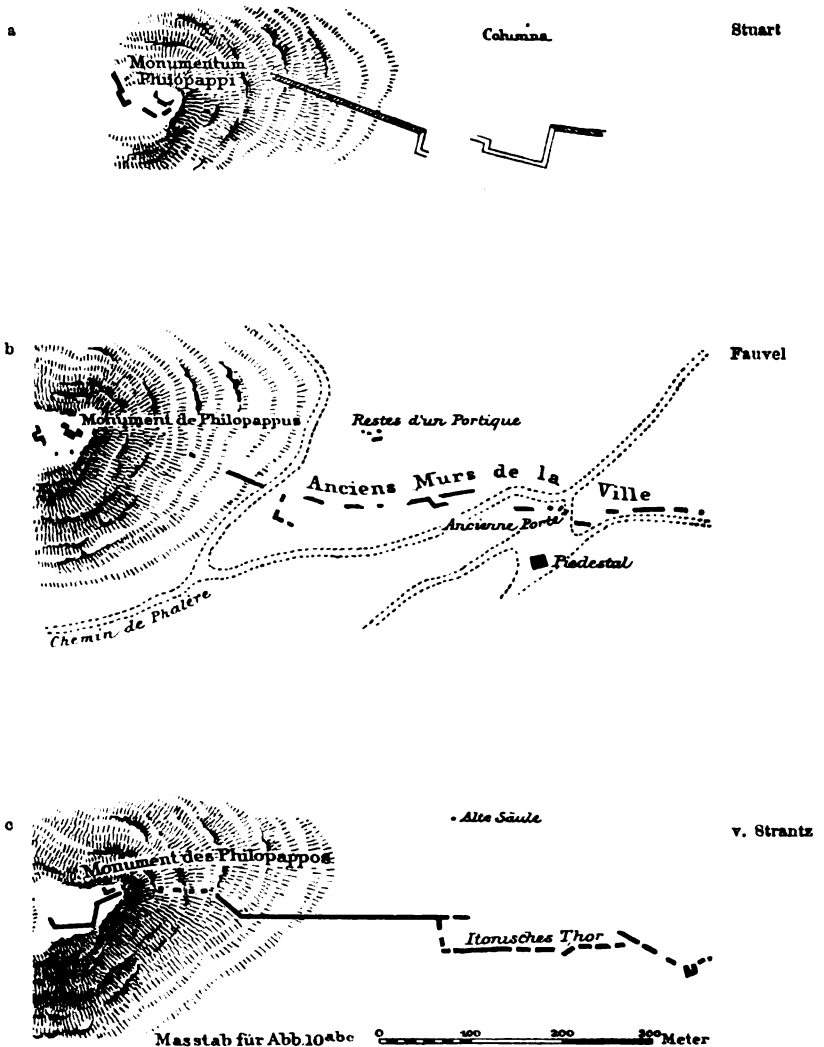 a
Columna
Stuart
Monumentum
Philopappi
b
Fauvel
Monument de Philopappus
Restes d'un Portique
Anciens Murs de la Ville
Ancienne Porte
Piédestal
Chemin de Phalère
c
Alte Säule
v. Strantz
Monument des Philopappos
Itonisches Thor
Masstab für Abb. 10abc 0 100 200 300 Meter